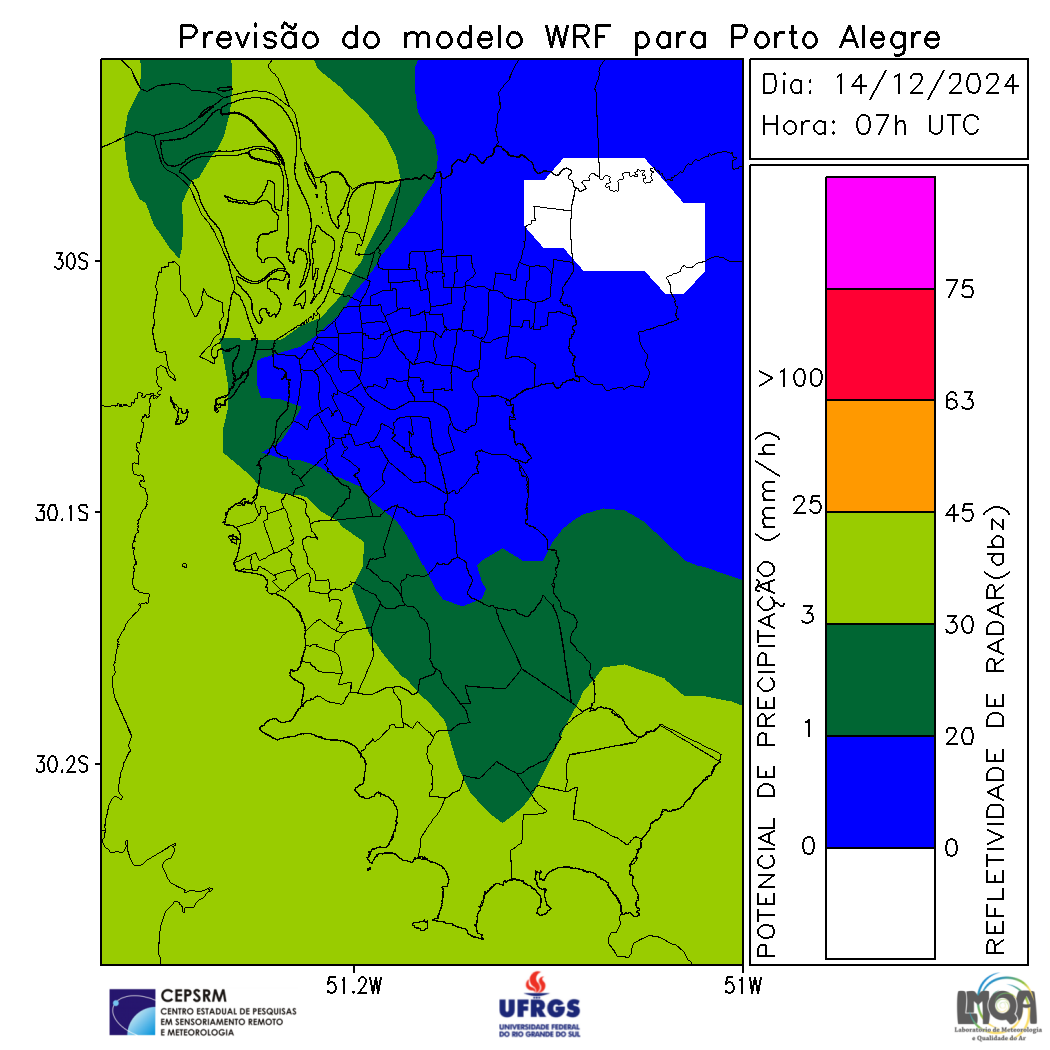 Previsão do modelo WRF para Porto Alegre
Dia: 14/12/2024
Hora: 07h UTC
30S
30.1S
30.2S
51.2W
51W
POTENCIAL DE PRECIPITAÇÃO (mm/h)
>100
25
3
1
0
75
63
45
30
20
0
REFLETIVIDADE DE RADAR(dbz)
CEPSRM
CENTRO ESTADUAL DE PESQUISAS
EM SENSORIAMENTO REMOTO
E METEOROLOGIA
UFRGS
UNIVERSIDADE FEDERAL
DO RIO GRANDE DO SUL
LMQA
Laboratório de Meteorologia
e Qualidade do Ar